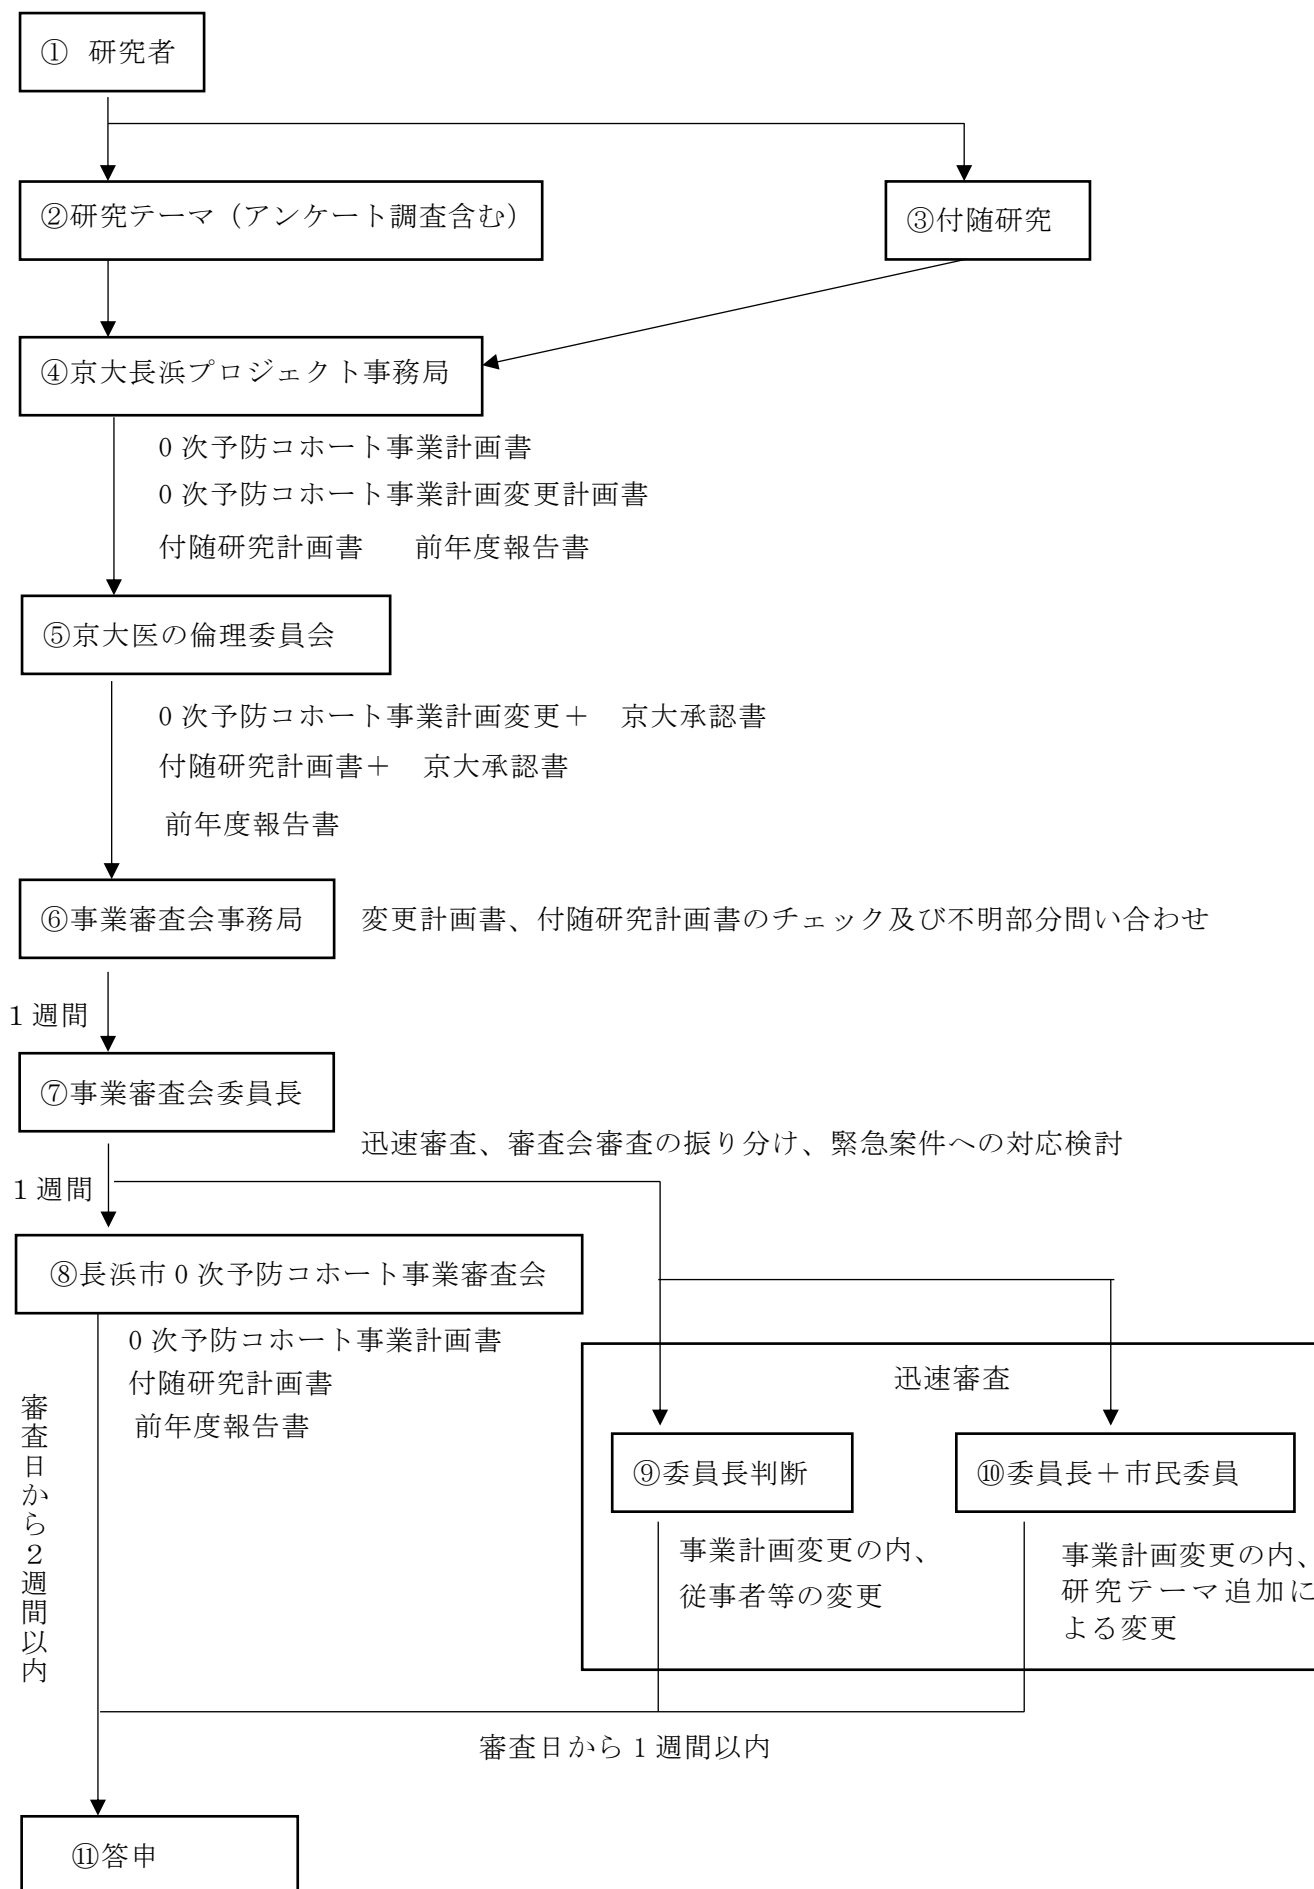 ① 研究者
②研究テーマ（アンケート調査含む）
③付随研究
④京大長浜プロジェクト事務局
0次予防コホート事業計画書
0次予防コホート事業計画変更計画書
付随研究計画書　前年度報告書
⑤京大医の倫理委員会
0次予防コホート事業計画変更＋　京大承認書
付随研究計画書＋　京大承認書
前年度報告書
⑥事業審査会事務局
変更計画書、付随研究計画書のチェック及び不明部分問い合わせ
１週間
⑦事業審査会委員長
迅速審査、審査会審査の振り分け、緊急案件への対応検討
１週間
⑧長浜市0次予防コホート事業審査会
0次予防コホート事業計画書
付随研究計画書
前年度報告書
審査日から２週間以内
迅速審査
⑨委員長判断
⑩委員長＋市民委員
事業計画変更の内、
従事者等の変更
事業計画変更の内、
研究テーマ追加に
よる変更
審査日から1週間以内
⑪答申